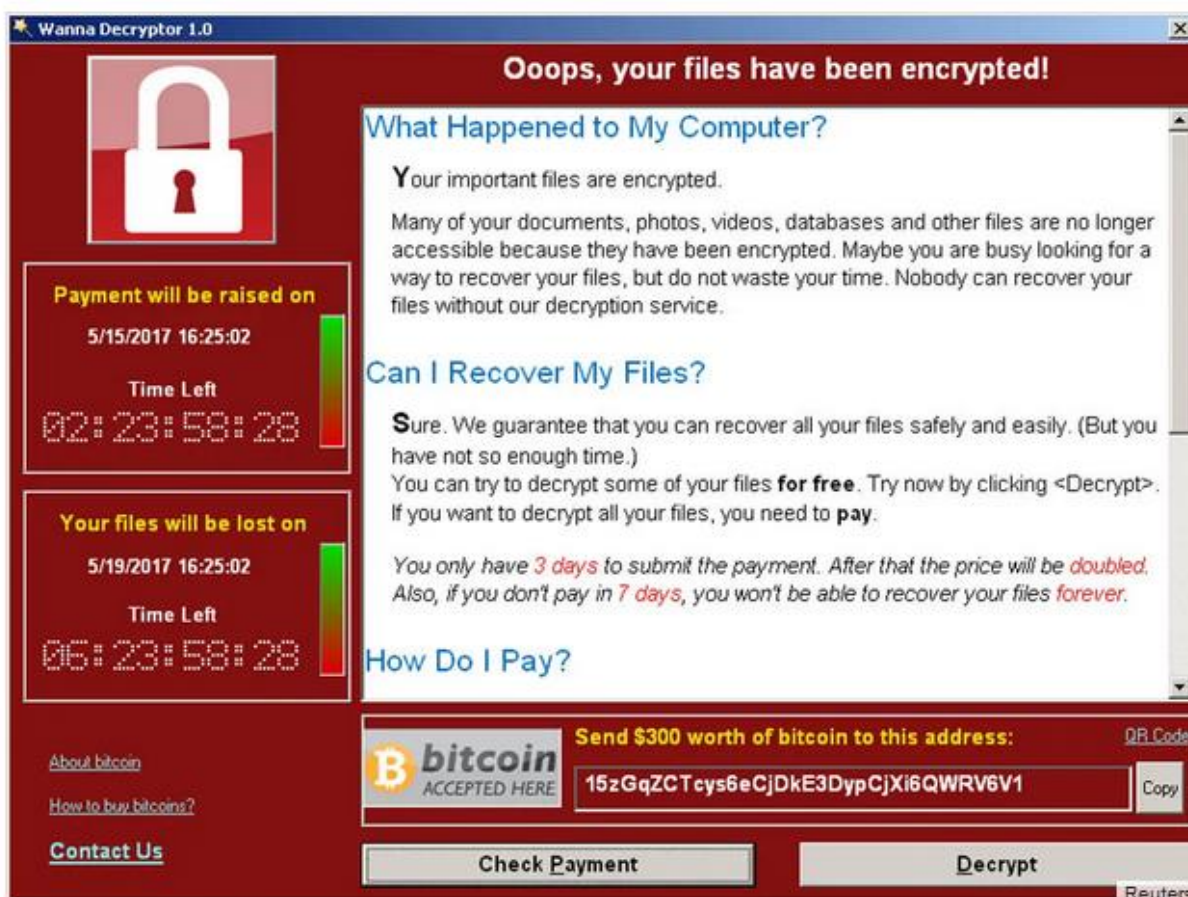 Wanna Decryptor 1.0
Ooops, your files have been encrypted!
Payment will be raised on
5/15/2017 16:25:02
Time Left
02:23:58:28
Your files will be lost on
5/19/2017 16:25:02
Time Left
06:23:58:28
About bitcoin
How to buy bitcoins?
Contact Us
What Happened to My Computer?
Your important files are encrypted.
Many of your documents, photos, videos, databases and other files are no longer
accessible because they have been encrypted. Maybe you are busy looking for a
way to recover your files, but do not waste your time. Nobody can recover your
files without our decryption service.
Can I Recover My Files?
Sure. We guarantee that you can recover all your files safely and easily. (But you
have not so enough time.)
You can try to decrypt some of your files for free. Try now by clicking <Decrypt>.
If you want to decrypt all your files, you need to pay.
You only have 3 days to submit the payment. After that the price will be doubled.
Also, if you don't pay in 7 days, you won't be able to recover your files forever.
How Do I Pay?
bitcoin
ACCEPTED HERE
Send $300 worth of bitcoin to this address:
QR Code
15zGqZCTcys6eCjDkE3DypCjXi6QWRV6V1
Copy
Check Payment
Decrypt
Reuters